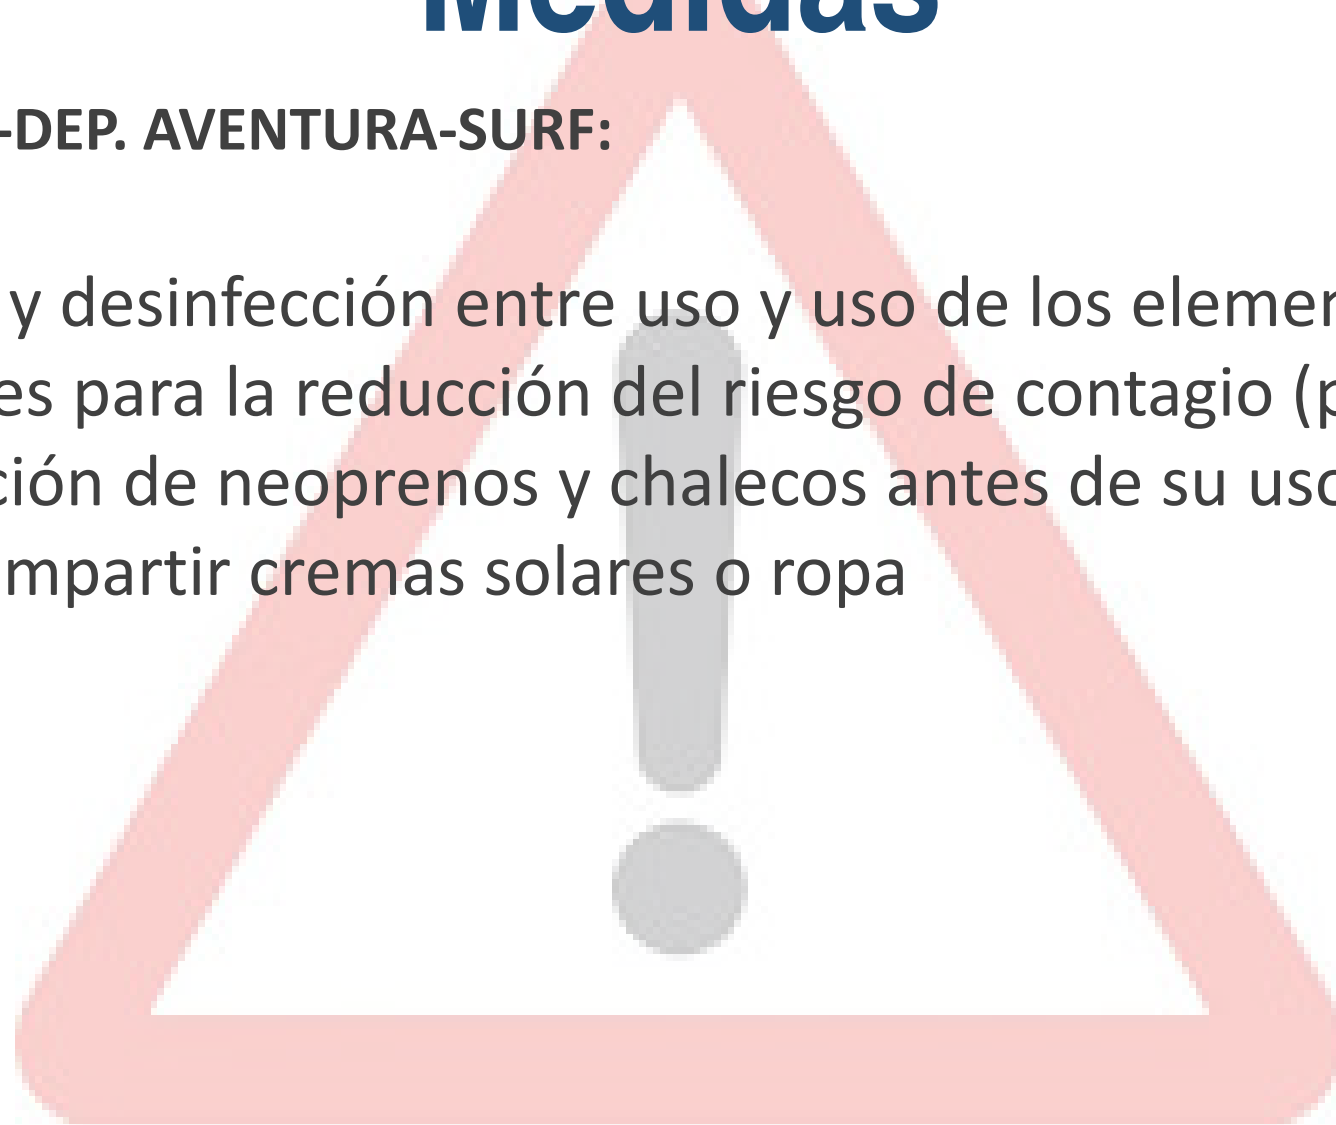 Medidas
-DEP. AVENTURA-SURF:
y desinfección entre uso y uso de los elemen
es para la reducción del riesgo de contagio (p
ción de neoprenos y chalecos antes de su uso
mpartir cremas solares o ropa